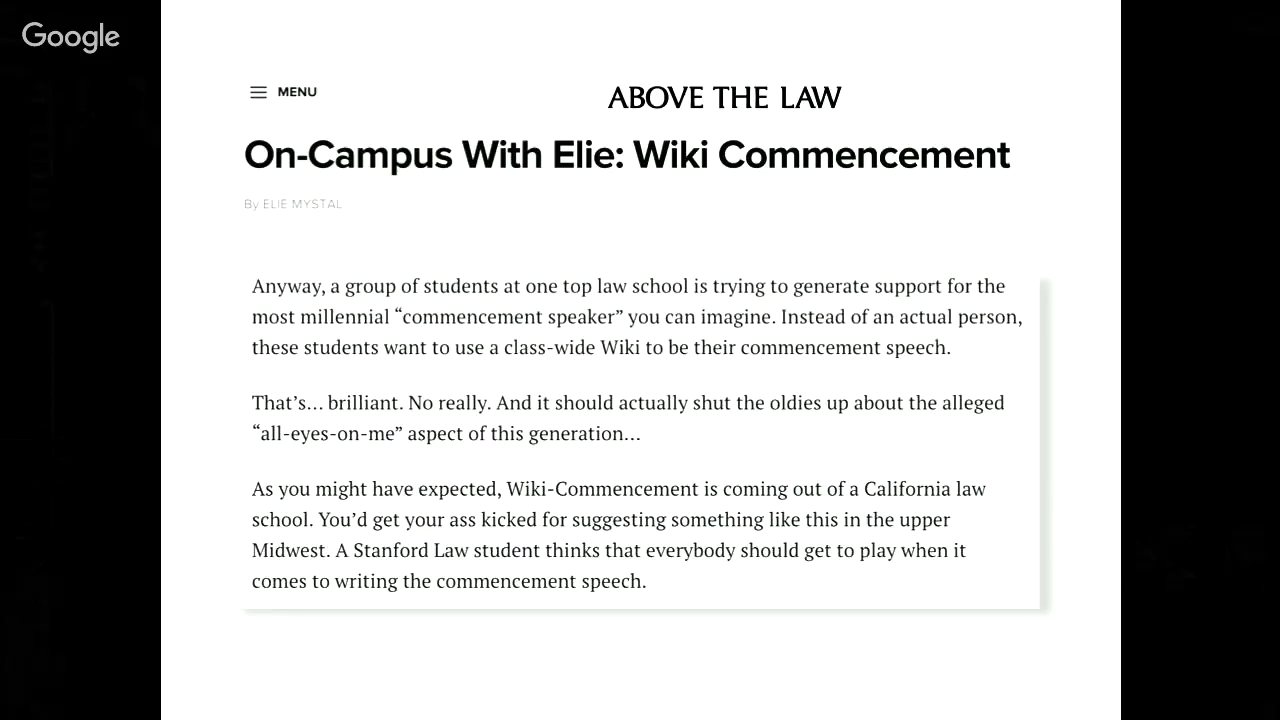 Google
MENU
ABOVE THE LAW
On-Campus With Elie: Wiki Commencement
By ELIE MYSTAL
Anyway, a group of students at one top law school is trying to generate support for the
most millennial “commencement speaker” you can imagine. Instead of an actual person,
these students want to use a class-wide Wiki to be their commencement speech.
That’s… brilliant. No really. And it should actually shut the oldies up about the alleged
“all-eyes-on-me” aspect of this generation…
As you might have expected, Wiki-Commencement is coming out of a California law
school. You’d get your ass kicked for suggesting something like this in the upper
Midwest. A Stanford Law student thinks that everybody should get to play when it
comes to writing the commencement speech.